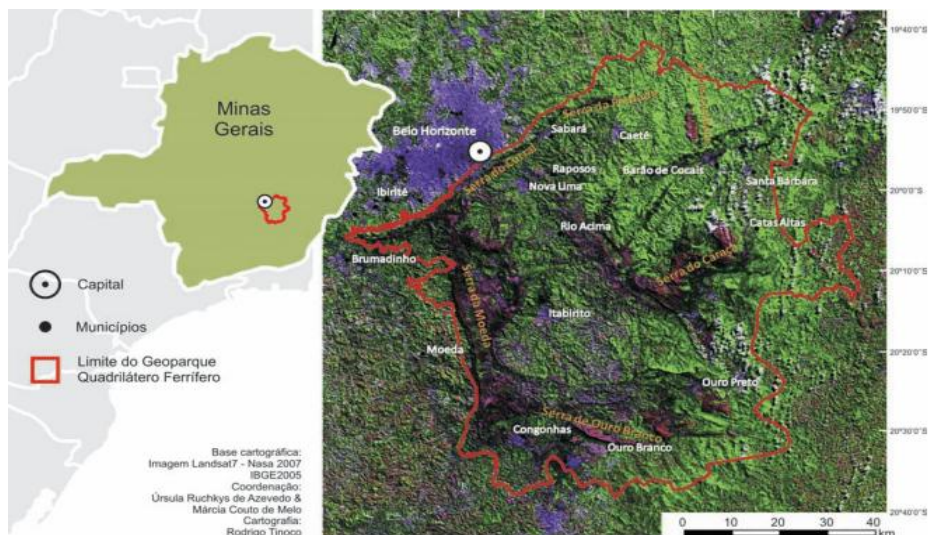 Minas
Gerais
Capital
Municípios
Limite do Geoparque
Quadrilátero Ferrífero
Base cartográfica:
Imagem Landsat7 - Nasa 2007
IBGE2005
Coordenação:
Úrsula Ruchkys de Azevedo &
Márcia Couto de Melo
Cartografia:
Rodrigo Tinoco
Belo Horizonte
Sabará
Caeté
Serra do Curral
Raposos
Barão de Cocais
Ibirité
Nova Lima
Santa Bárbara
Rio Acima
Catas Altas
Brumadinho
Serra do Caraça
Serra da Moeda
Itabirito
Moeda
Ouro Preto
Serra de Ouro Branco
Congonhas
Ouro Branco
19°40'0"S
19°50'0"S
20°0'0"S
20°10'0"S
20°20'0"S
20°30'0"S
20°40'0"S
0 10 20 30 40
km